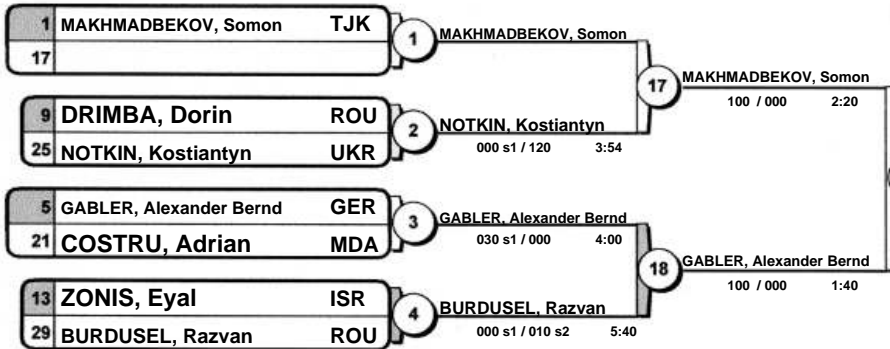 1 MAKHMADBEKOV, Somon TJK
17
1
MAKHMADBEKOV, Somon
9 DRIMBA, Dorin ROU
25 NOTKIN, Kostiantyn UKR
2
NOTKIN, Kostiantyn
000 s1 / 120 3:54
17
MAKHMADBEKOV, Somon
100 / 000 2:20
5 GABLER, Alexander Bernd GER
21 COSTRU, Adrian MDA
3
GABLER, Alexander Bernd
030 s1 / 000 4:00
13 ZONIS, Eyal ISR
29 BURDUSEL, Razvan ROU
4
BURDUSEL, Razvan
000 s1 / 010 s2 5:40
18
GABLER, Alexander Bernd
100 / 000 1:40